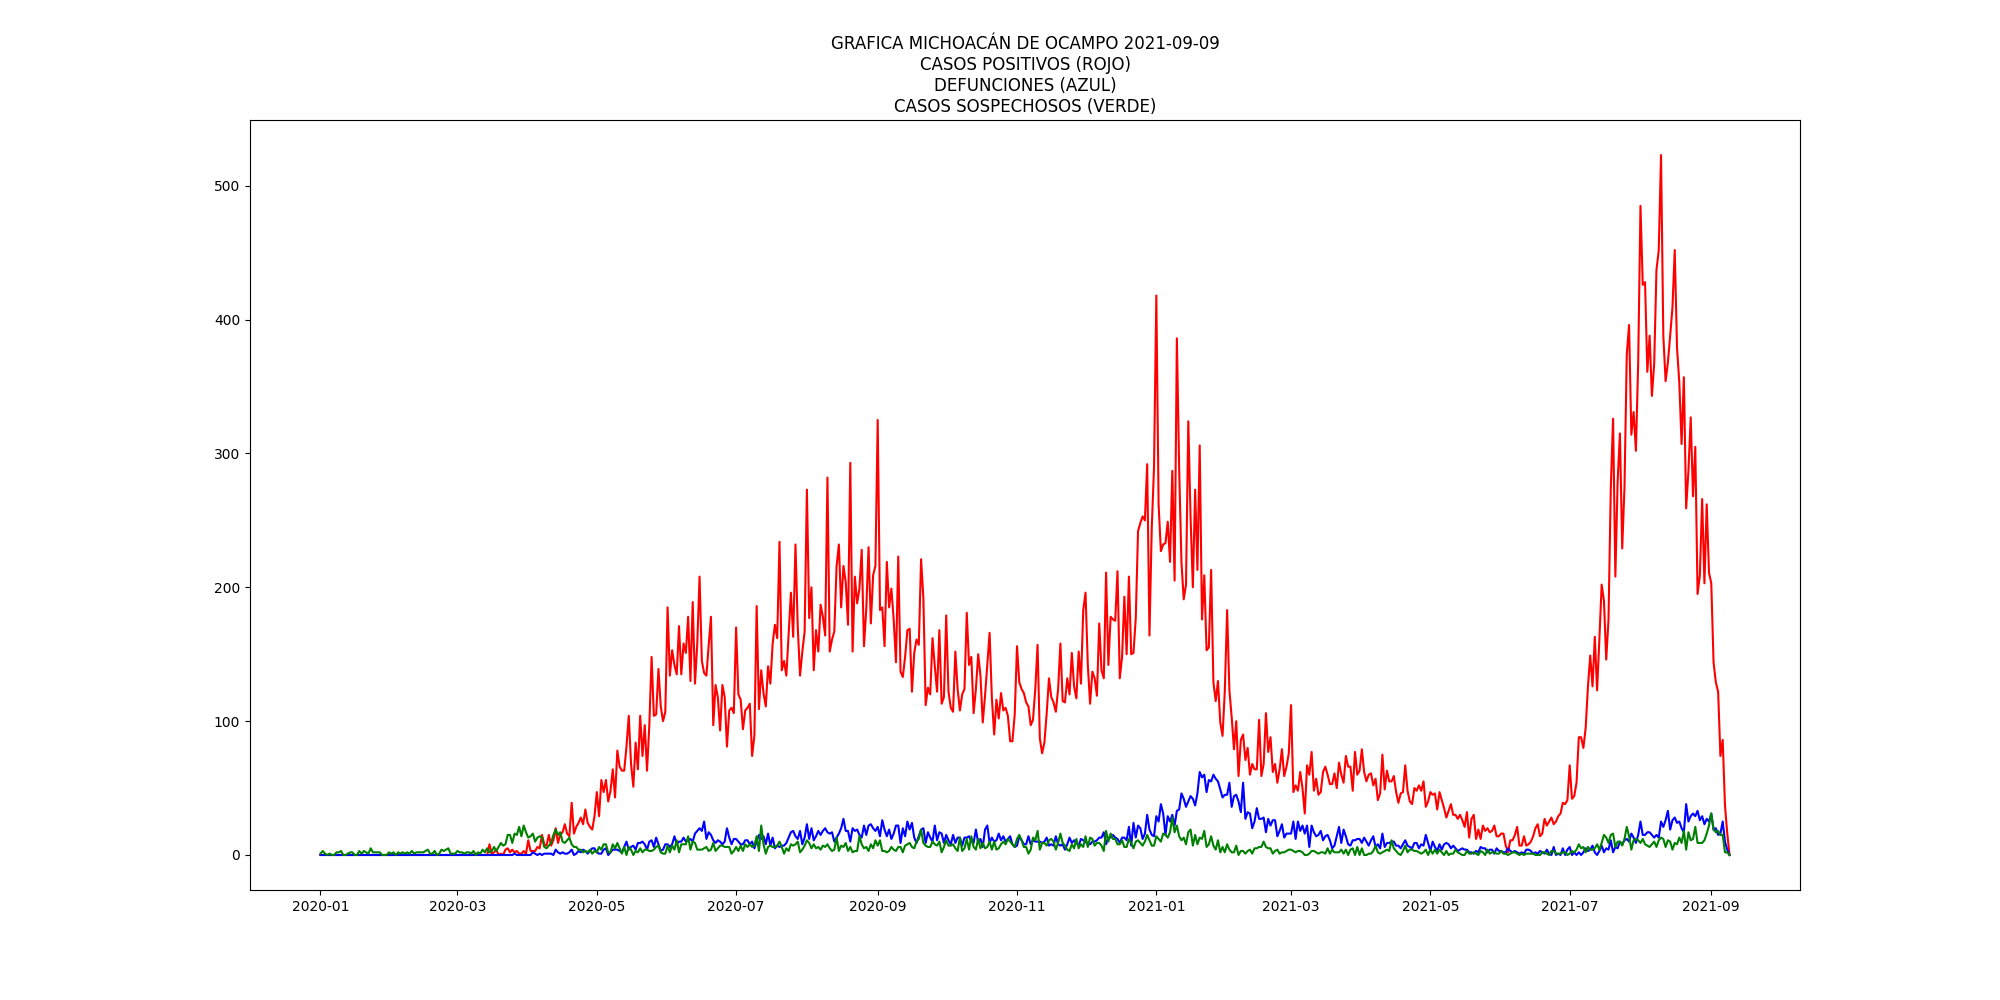 GRAFICA MICHOACÁN DE OCAMPO 2021-09-09
CASOS POSITIVOS (ROJO)
DEFUNCIONES (AZUL)
CASOS SOSPECHOSOS (VERDE)
500
400
300
200
100
0
2020-01 2020-03 2020-05 2020-07 2020-09 2020-11 2021-01 2021-03 2021-05 2021-07 2021-09